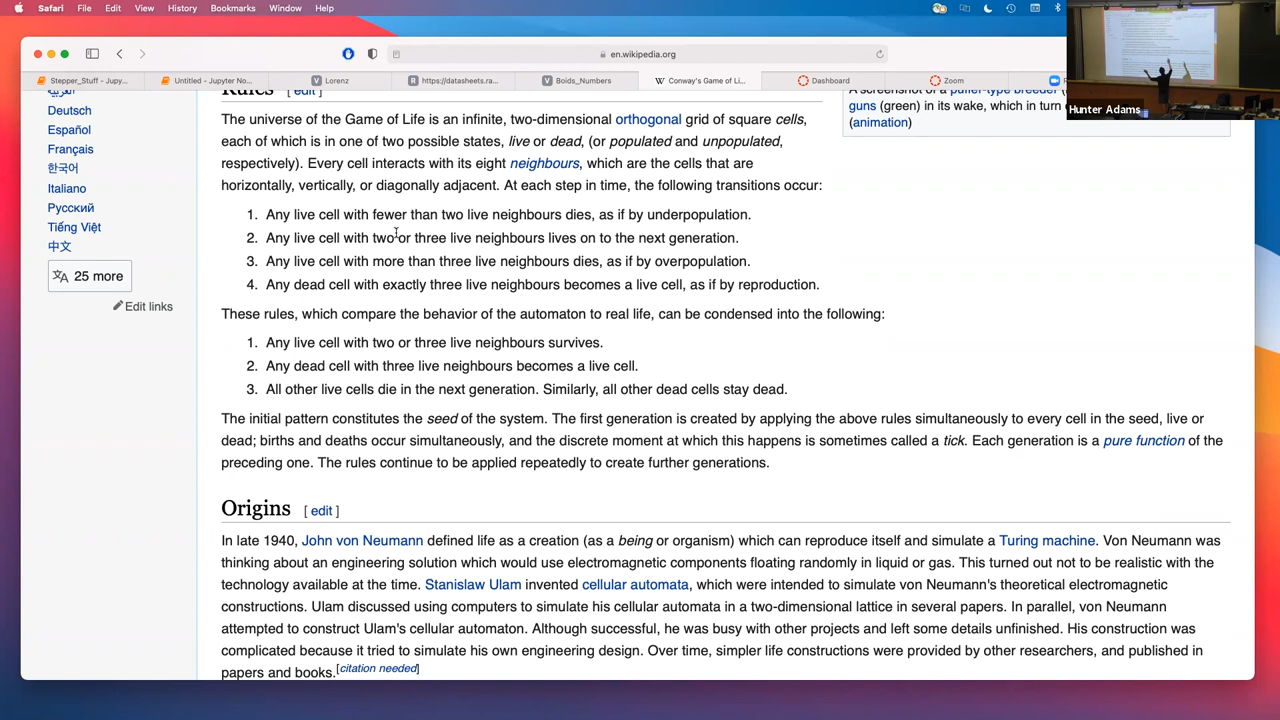 Safari File Edit View History Bookmarks Window Help
en.wikipedia.org
Stepper_Stuff - Jupy... Untitled - Jupyter No... Lorenz https://datasheets.ra... Boids_Numbers Conway's Game of Li... Dashboard Zoom
Hunter Adams
العربية
Deutsch
Español
Français
한국어
Italiano
Русский
Tiếng Việt
中文
25 more
Edit links
Rules [ edit ]
The universe of the Game of Life is an infinite, two-dimensional orthogonal grid of square cells,
each of which is in one of two possible states, live or dead, (or populated and unpopulated,
respectively). Every cell interacts with its eight neighbours, which are the cells that are
horizontally, vertically, or diagonally adjacent. At each step in time, the following transitions occur:
1. Any live cell with fewer than two live neighbours dies, as if by underpopulation.
2. Any live cell with two or three live neighbours lives on to the next generation.
3. Any live cell with more than three live neighbours dies, as if by overpopulation.
4. Any dead cell with exactly three live neighbours becomes a live cell, as if by reproduction.
These rules, which compare the behavior of the automaton to real life, can be condensed into the following:
1. Any live cell with two or three live neighbours survives.
2. Any dead cell with three live neighbours becomes a live cell.
3. All other live cells die in the next generation. Similarly, all other dead cells stay dead.
The initial pattern constitutes the seed of the system. The first generation is created by applying the above rules simultaneously to every cell in the seed, live or
dead; births and deaths occur simultaneously, and the discrete moment at which this happens is sometimes called a tick. Each generation is a pure function of the
preceding one. The rules continue to be applied repeatedly to create further generations.
Origins [ edit ]
In late 1940, John von Neumann defined life as a creation (as a being or organism) which can reproduce itself and simulate a Turing machine. Von Neumann was
thinking about an engineering solution which would use electromagnetic components floating randomly in liquid or gas. This turned out not to be realistic with the
technology available at the time. Stanislaw Ulam invented cellular automata, which were intended to simulate von Neumann's theoretical electromagnetic
constructions. Ulam discussed using computers to simulate his cellular automata in a two-dimensional lattice in several papers. In parallel, von Neumann
attempted to construct Ulam's cellular automaton. Although successful, he was busy with other projects and left some details unfinished. His construction was
complicated because it tried to simulate his own engineering design. Over time, simpler life constructions were provided by other researchers, and published in
papers and books.[citation needed]
A screenshot of a puffer-type breeder
guns (green) in its wake, which in turn
(animation)